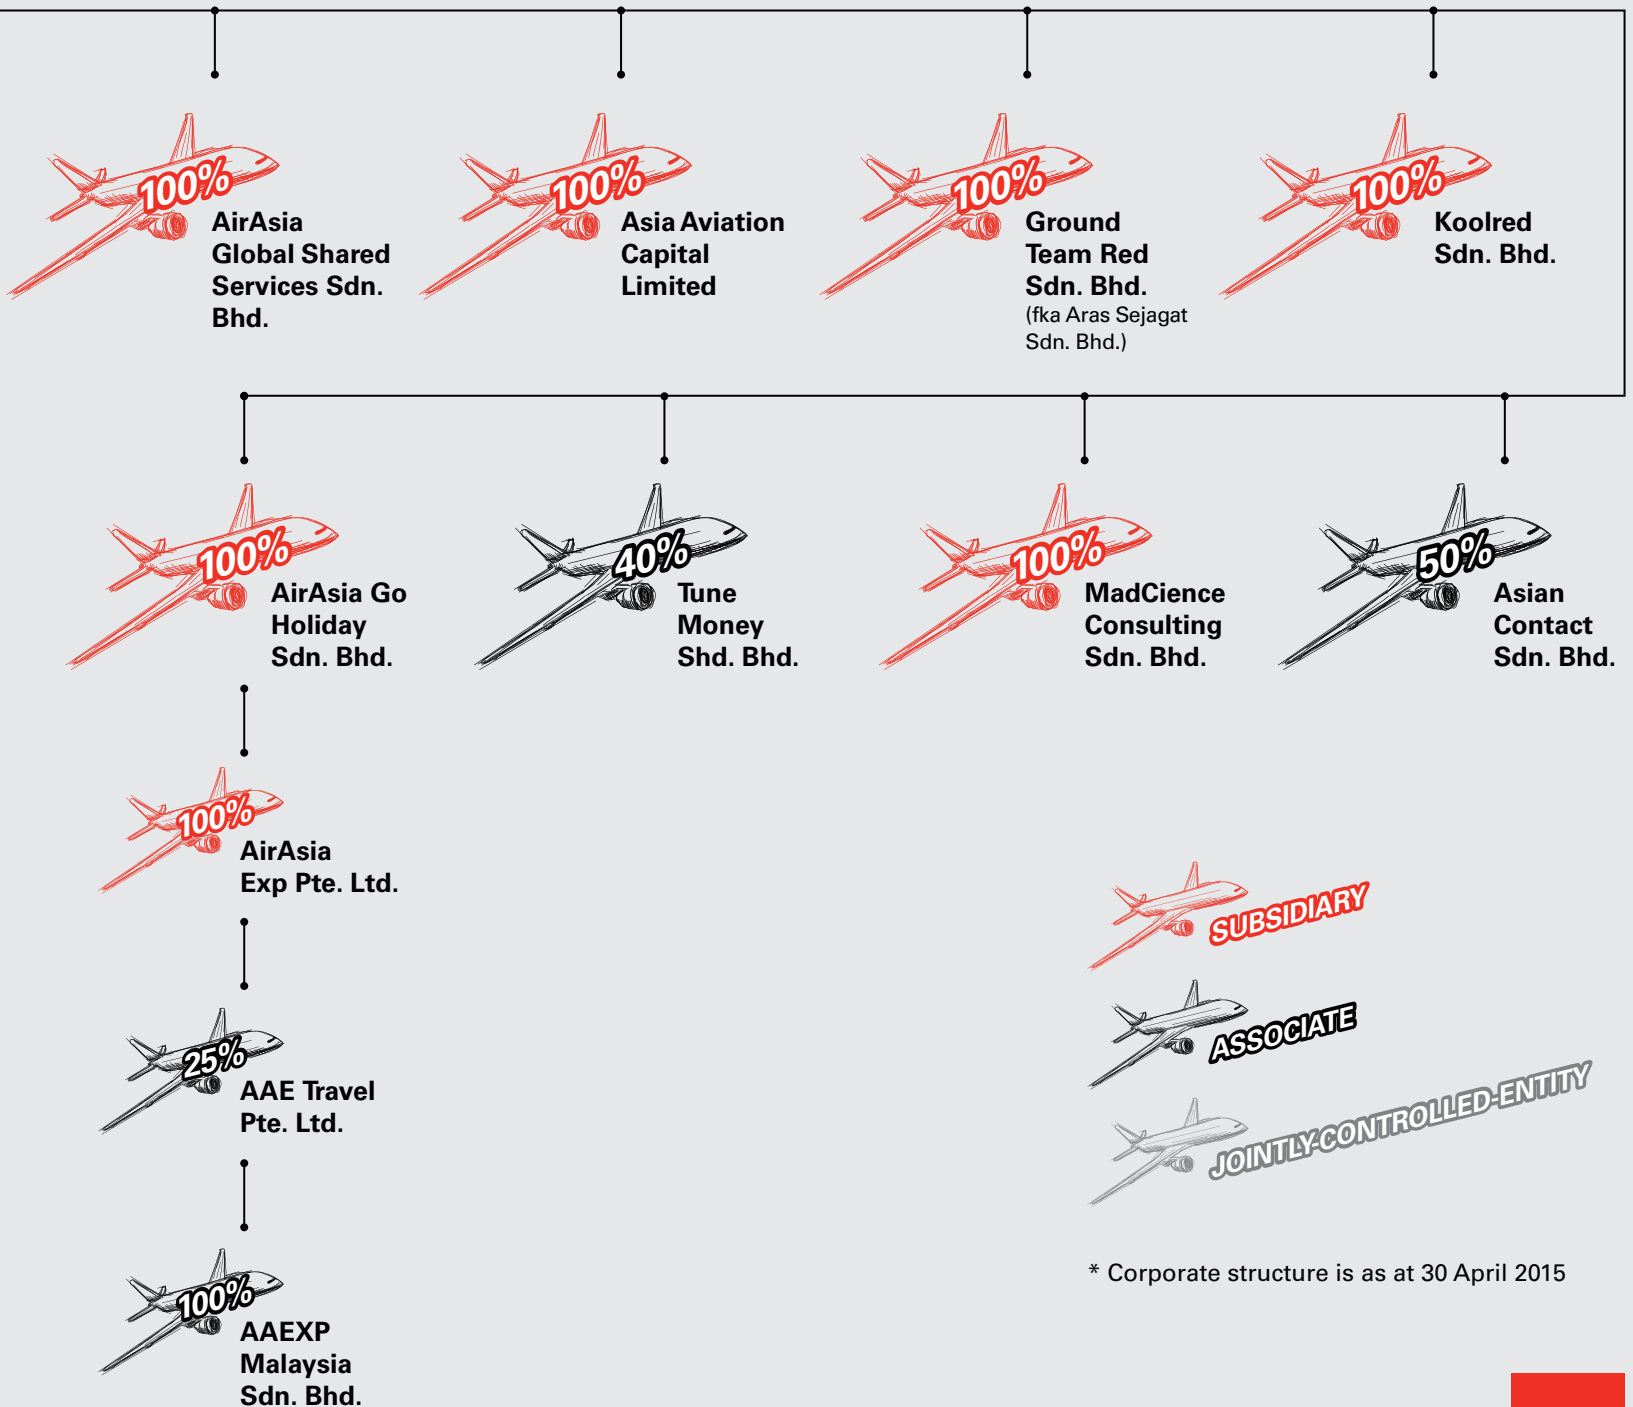 100%
AirAsia
Global Shared
Services Sdn.
Bhd.
100%
Asia Aviation
Capital
Limited
100%
Ground
Team Red
Sdn. Bhd.
(fka Aras Sejagat
Sdn. Bhd.)
100%
Koolred
Sdn. Bhd.
100%
AirAsia Go
Holiday
Sdn. Bhd.
40%
Tune
Money
Shd. Bhd.
100%
MadCience
Consulting
Sdn. Bhd.
50%
Asian
Contact
Sdn. Bhd.
100%
AirAsia
Exp Pte. Ltd.
25%
AAE Travel
Pte. Ltd.
100%
AAEXP
Malaysia
Sdn. Bhd.
SUBSIDIARY
ASSOCIATE
JOINTLY-CONTROLLED-ENTITY
* Corporate structure is as at 30 April 2015